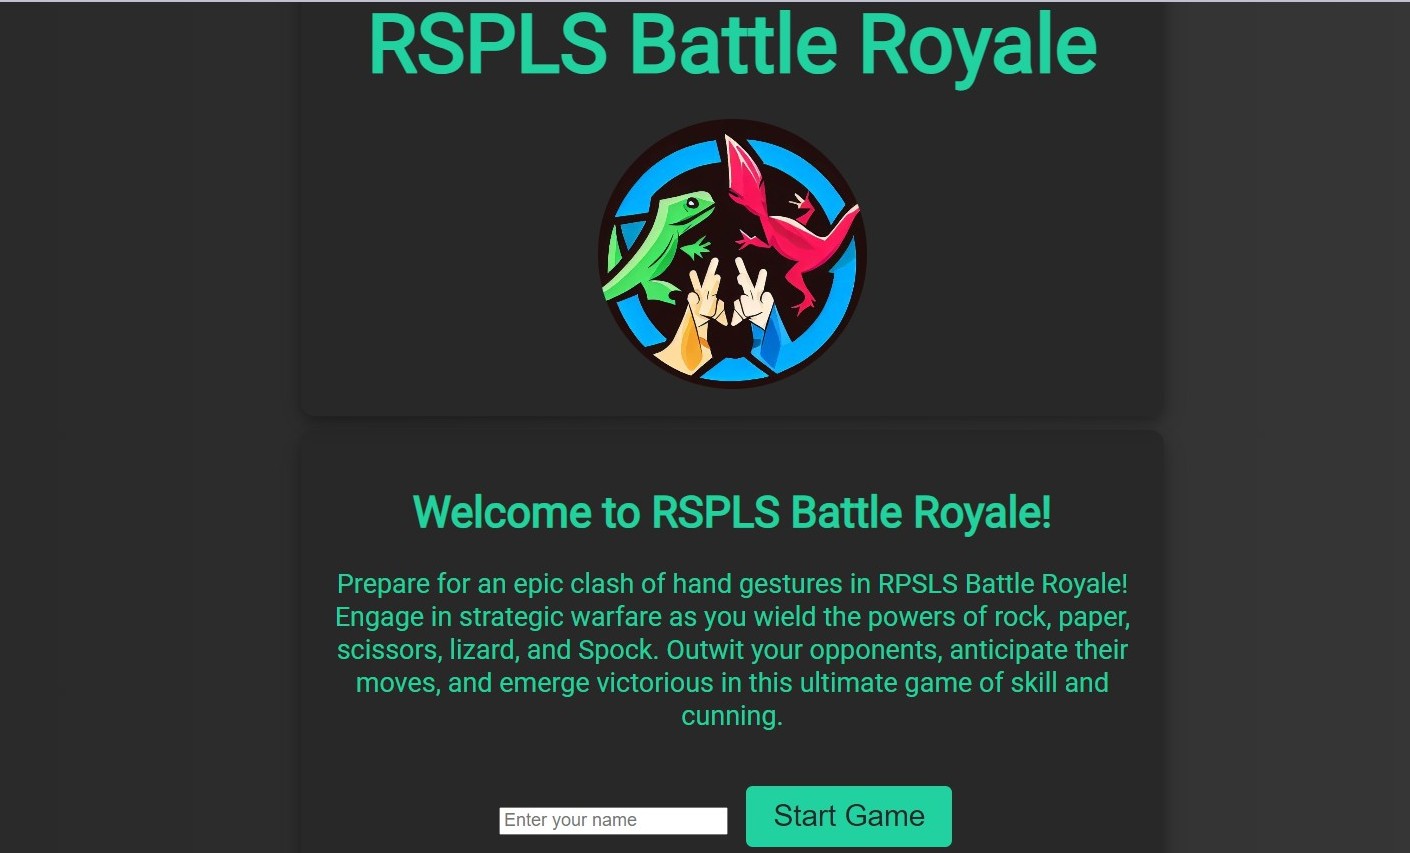 RSPLS Battle Royale
Welcome to RSPLS Battle Royale!
Prepare for an epic clash of hand gestures in RPSLS Battle Royale!
Engage in strategic warfare as you wield the powers of rock, paper,
scissors, lizard, and Spock. Outwit your opponents, anticipate their
moves, and emerge victorious in this ultimate game of skill and
cunning.
Enter your name
Start Game